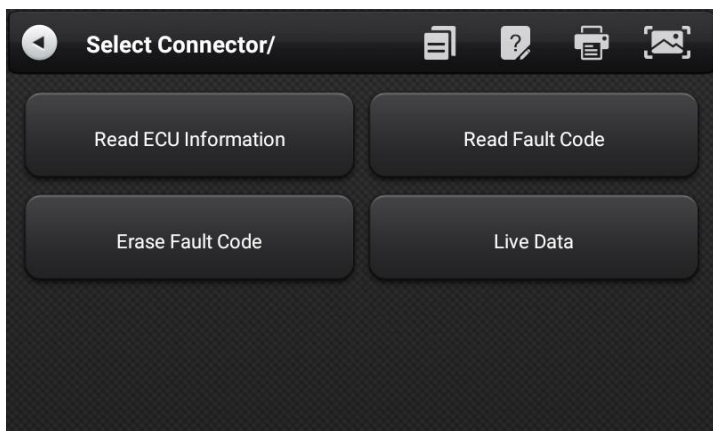 Select Connector/
Read ECU Information
Read Fault Code
Erase Fault Code
Live Data